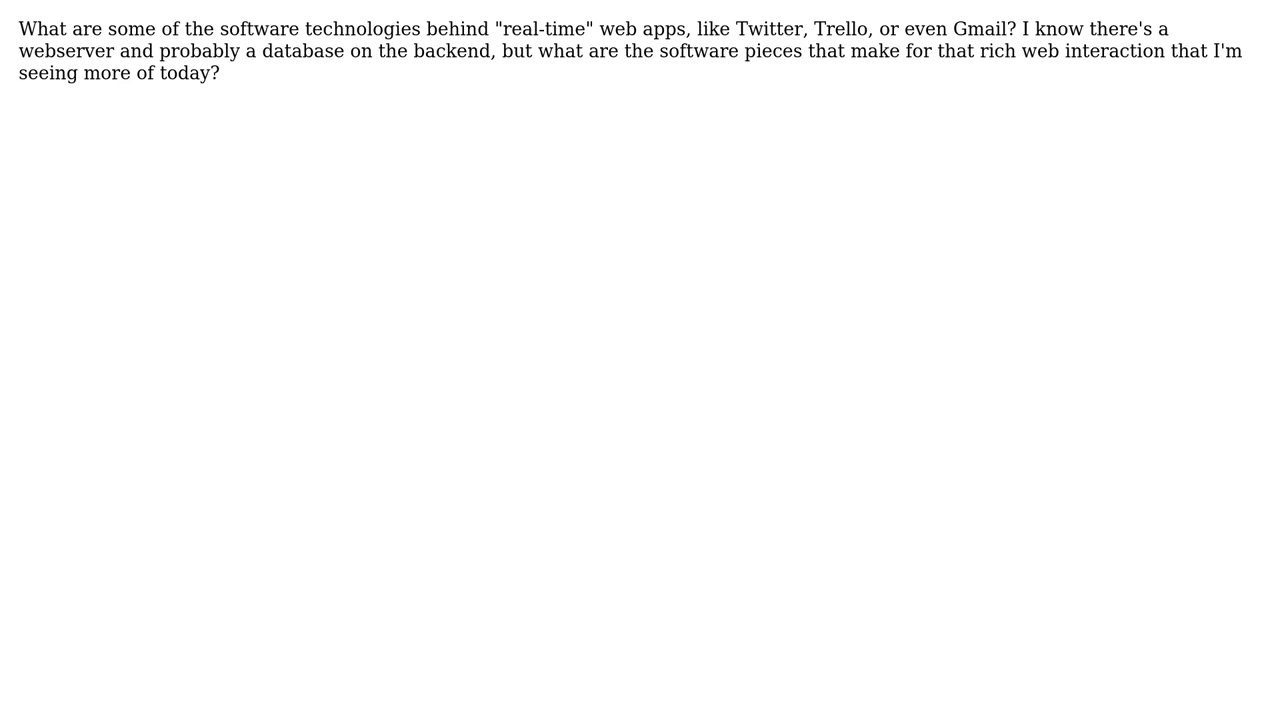 What are some of the software technologies behind "real-time" web apps, like Twitter, Trello, or even Gmail? I know there's a
webserver and probably a database on the backend, but what are the software pieces that make for that rich web interaction that I'm
seeing more of today?